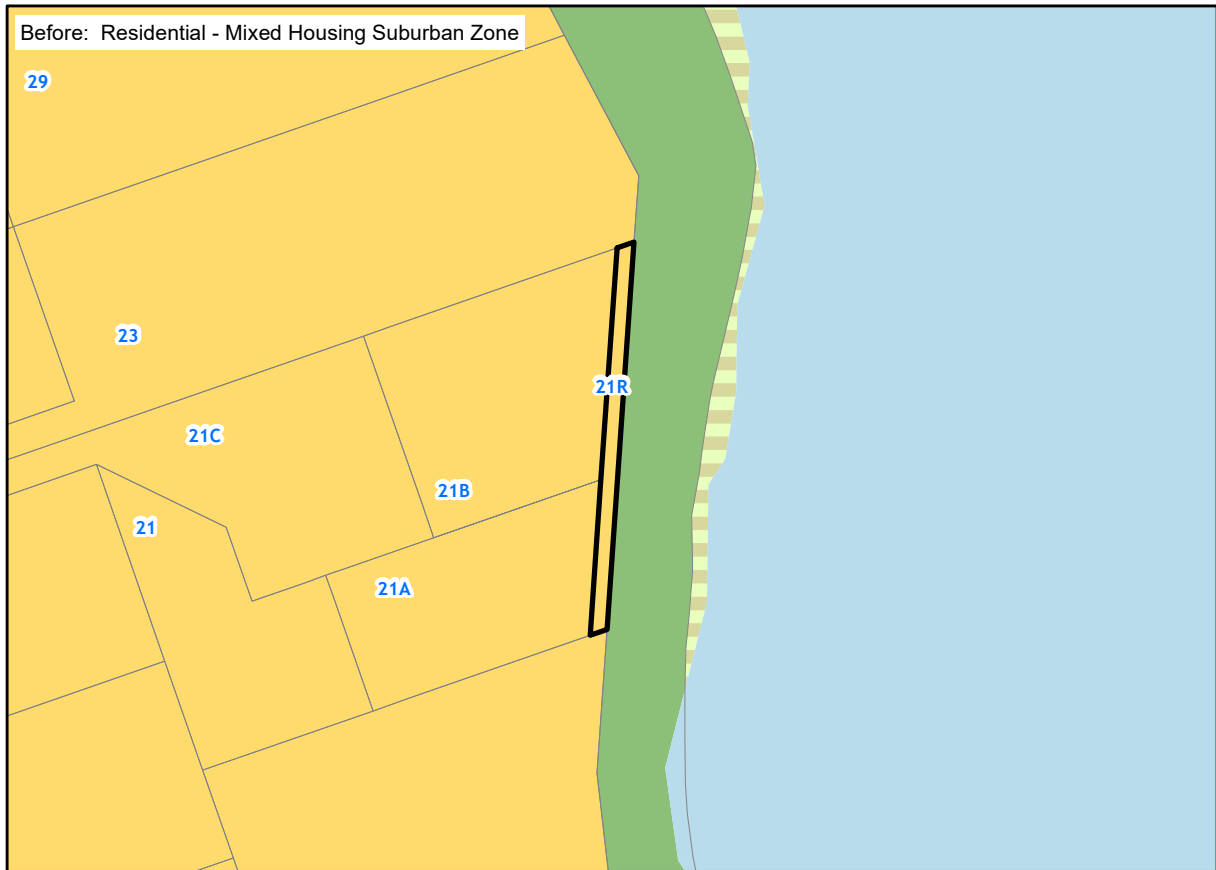 Before: Residential - Mixed Housing Suburban Zone
29
23
21R
21C
21B
21
21A